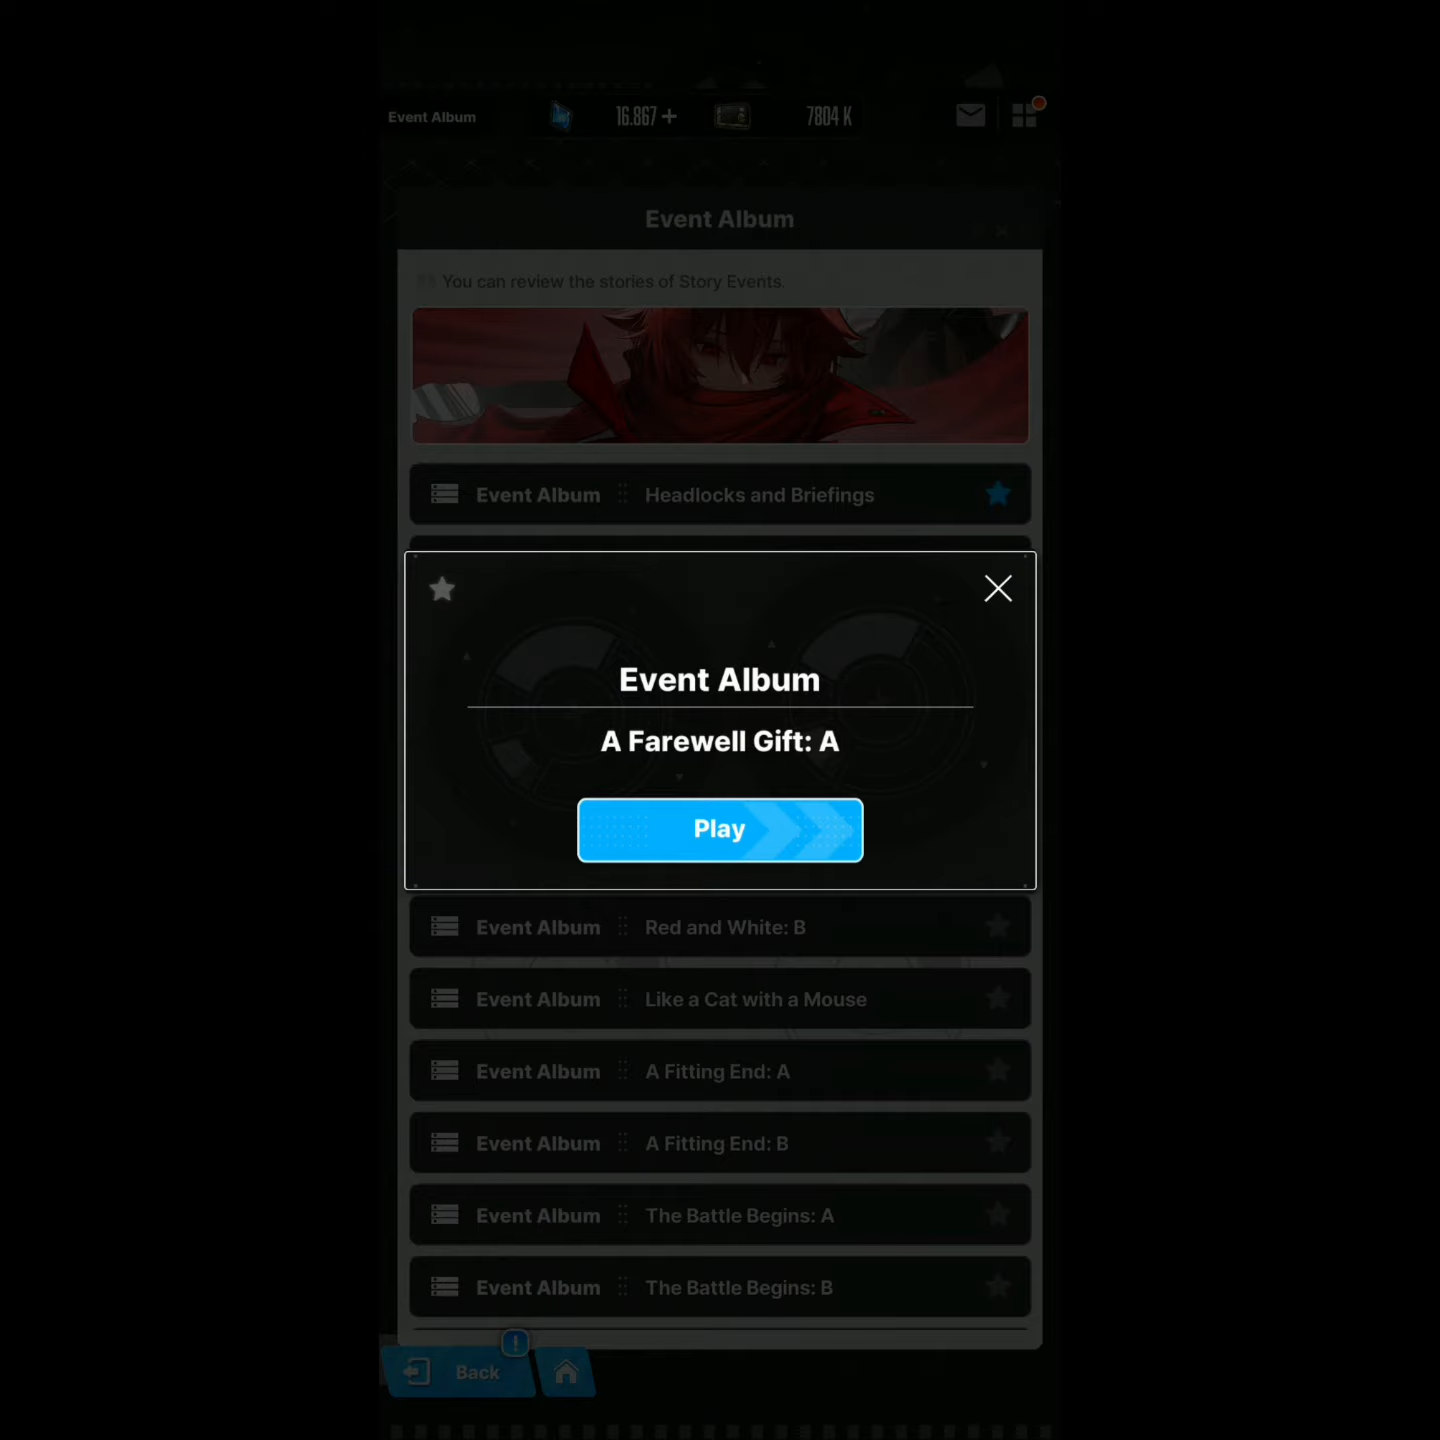 Event Album 16.867 + 7804 K
Event Album
You can review the stories of Story Events.
Event Album Headlocks and Briefings
Event Album
A Farewell Gift: A
Play
Event Album Red and White: B
Event Album Like a Cat with a Mouse
Event Album A Fitting End: A
Event Album A Fitting End: B
Event Album The Battle Begins: A
Event Album The Battle Begins: B
!
Back